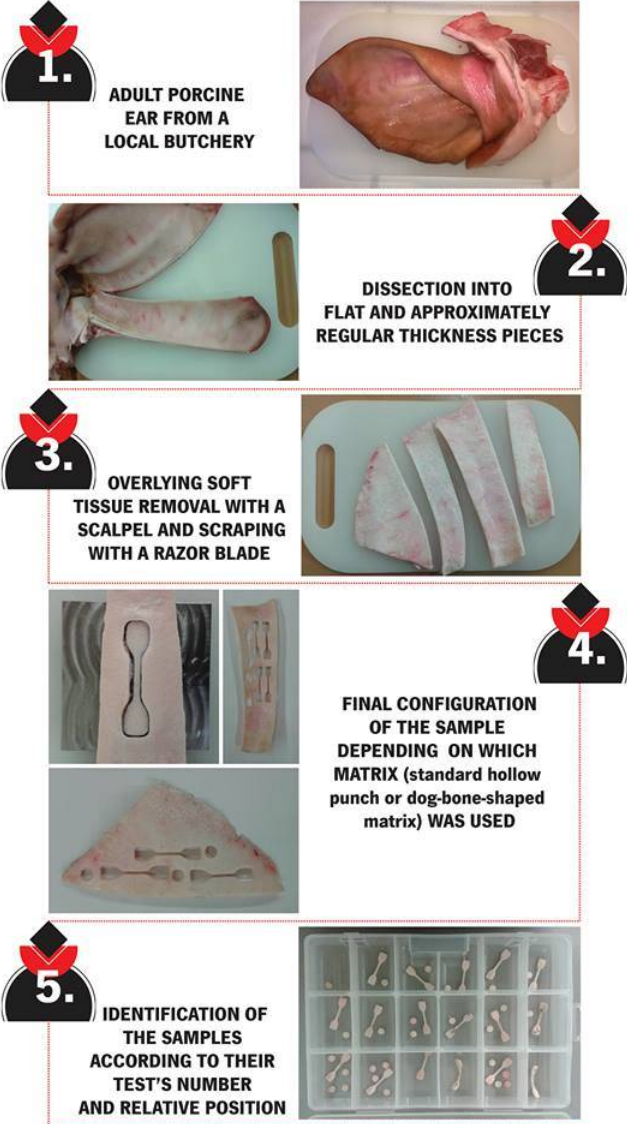 1.
ADULT PORCINE
EAR FROM A
LOCAL BUTCHERY
2.
DISSECTION INTO
FLAT AND APPROXIMATELY
REGULAR THICKNESS PIECES
3.
OVERLYING SOFT
TISSUE REMOVAL WITH A
SCALPEL AND SCRAPING
WITH A RAZOR BLADE
4.
FINAL CONFIGURATION
OF THE SAMPLE
DEPENDING ON WHICH
MATRIX (standard hollow
punch or dog-bone-shaped
matrix) WAS USED
5.
IDENTIFICATION OF
THE SAMPLES
ACCORDING TO THEIR
TEST'S NUMBER
AND RELATIVE POSITION